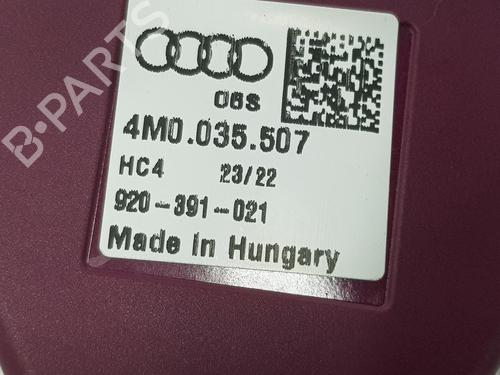 08S
4M0.035.507
HC4 23/22
920-391-021
Made in Hungary
B-PARTS